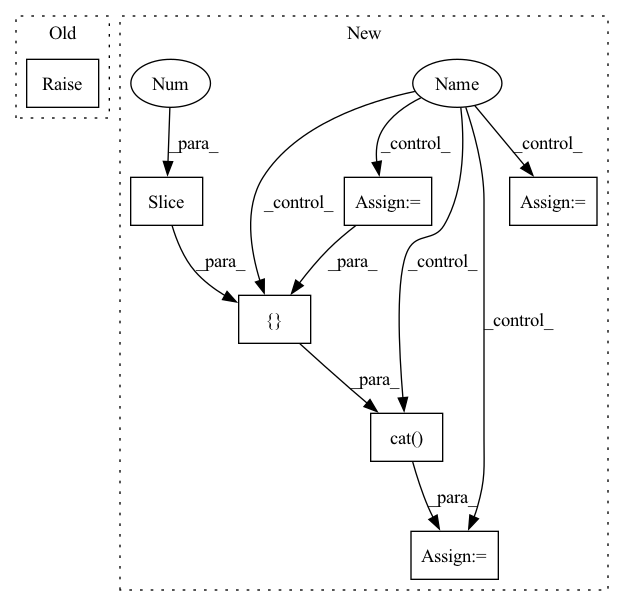 Old
New
Raise
Num
Name
_para_
_control_
_control_
Slice
Assign:=
Assign:=
_control_
_para_
_para_
_control_
{}
_control_
_para_
cat()
_para_
Assign:=